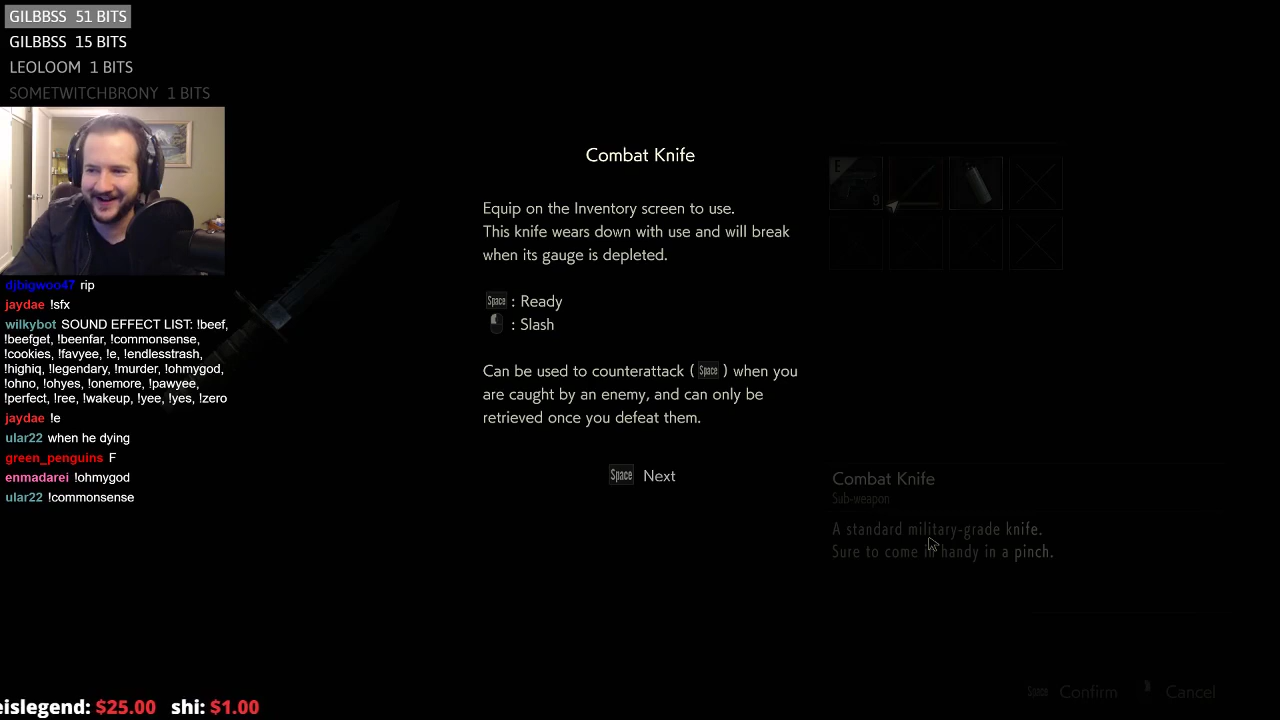 GILBBSS 51 BITS
GILBBSS 15 BITS
LEOLOOM 1 BITS
SOMETWITCHBRONY 1 BITS
djbigwoo47 rip
jaydae !sfx
wilkybot SOUND EFFECT LIST: !beef,
!beefget, !beenfar, !commonsense,
!cookies, !favyee, !e, !endlesstrash,
!highiq, !legendary, !murder, !ohmygod,
!ohno, !ohyes, !onemore, !pawyee,
!perfect, !ree, !wakeup, !yee, !yes, !zero
jaydae !e
ular22 when he dying
green_penguins F
enmadarei !ohmygod
ular22 !commonsense
Combat Knife
Equip on the Inventory screen to use.
This knife wears down with use and will break
when its gauge is depleted.
Space : Ready
: Slash
Can be used to counterattack ( Space ) when you
are caught by an enemy, and can only be
retrieved once you defeat them.
Space Next
E
9
Combat Knife
Sub-weapon
A standard military-grade knife.
Sure to come in handy in a pinch.
Space Confirm Cancel
eislegend: $25.00 shi: $1.00